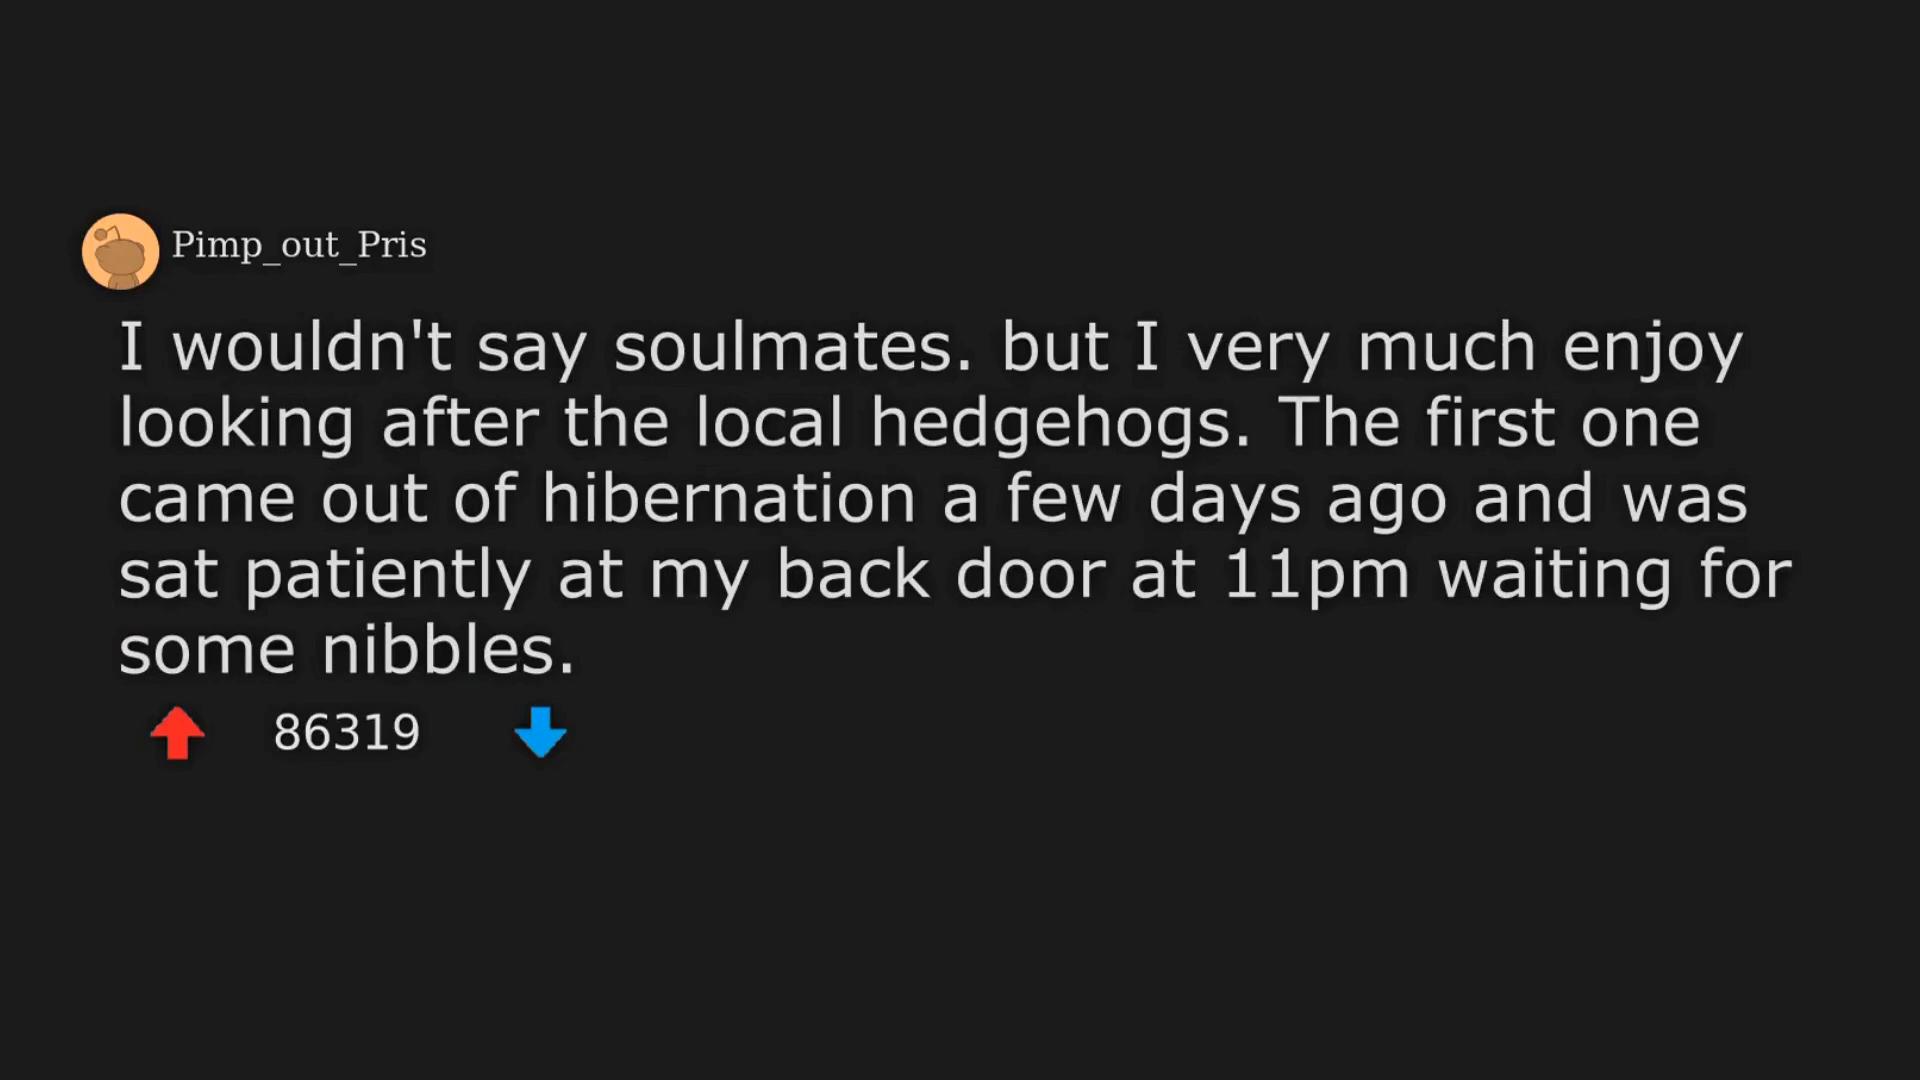 Pimp_out_Pris
I wouldn't say soulmates. but I very much enjoy
looking after the local hedgehogs. The first one
came out of hibernation a few days ago and was
sat patiently at my back door at 11pm waiting for
some nibbles.
86319